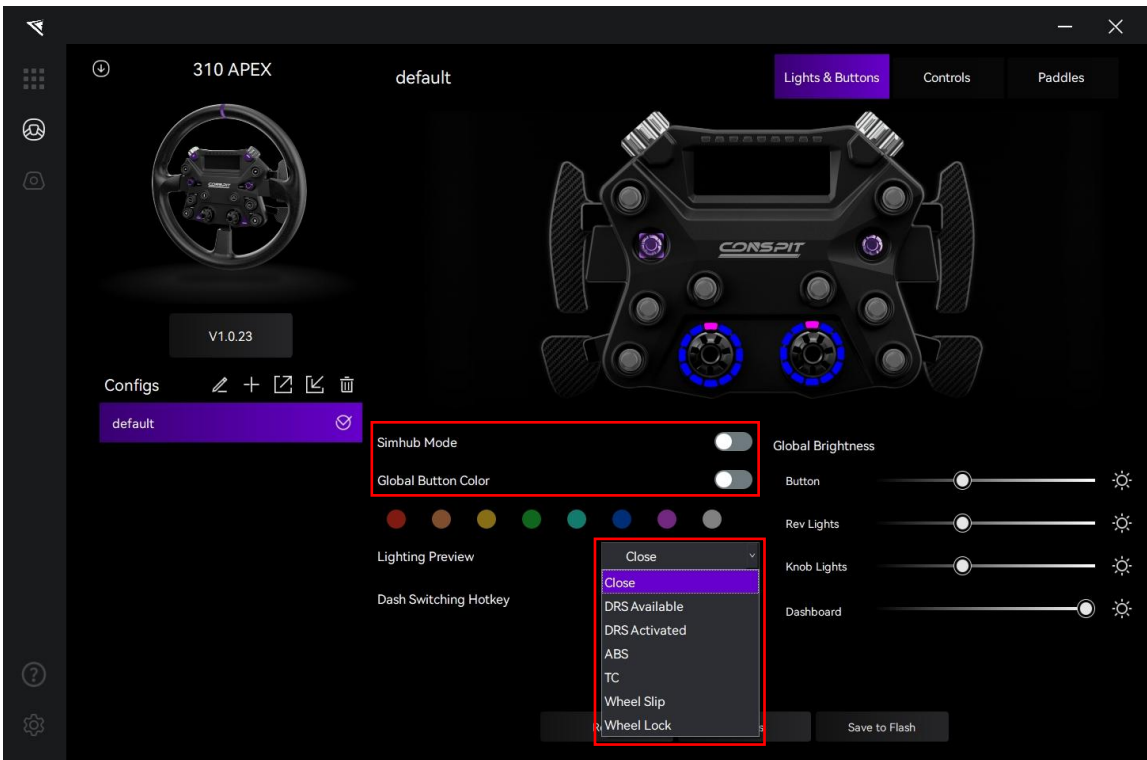 310 APEX
default
Lights & Buttons
Controls
Paddles
CONSPIT
V1.0.23
Configs
default
Simhub Mode
Global Button Color
Lighting Preview
Close
Close
DRS Available
DRS Activated
ABS
TC
Wheel Slip
Wheel Lock
Dash Switching Hotkey
Global Brightness
Button
Rev Lights
Knob Lights
Dashboard
Save to Flash